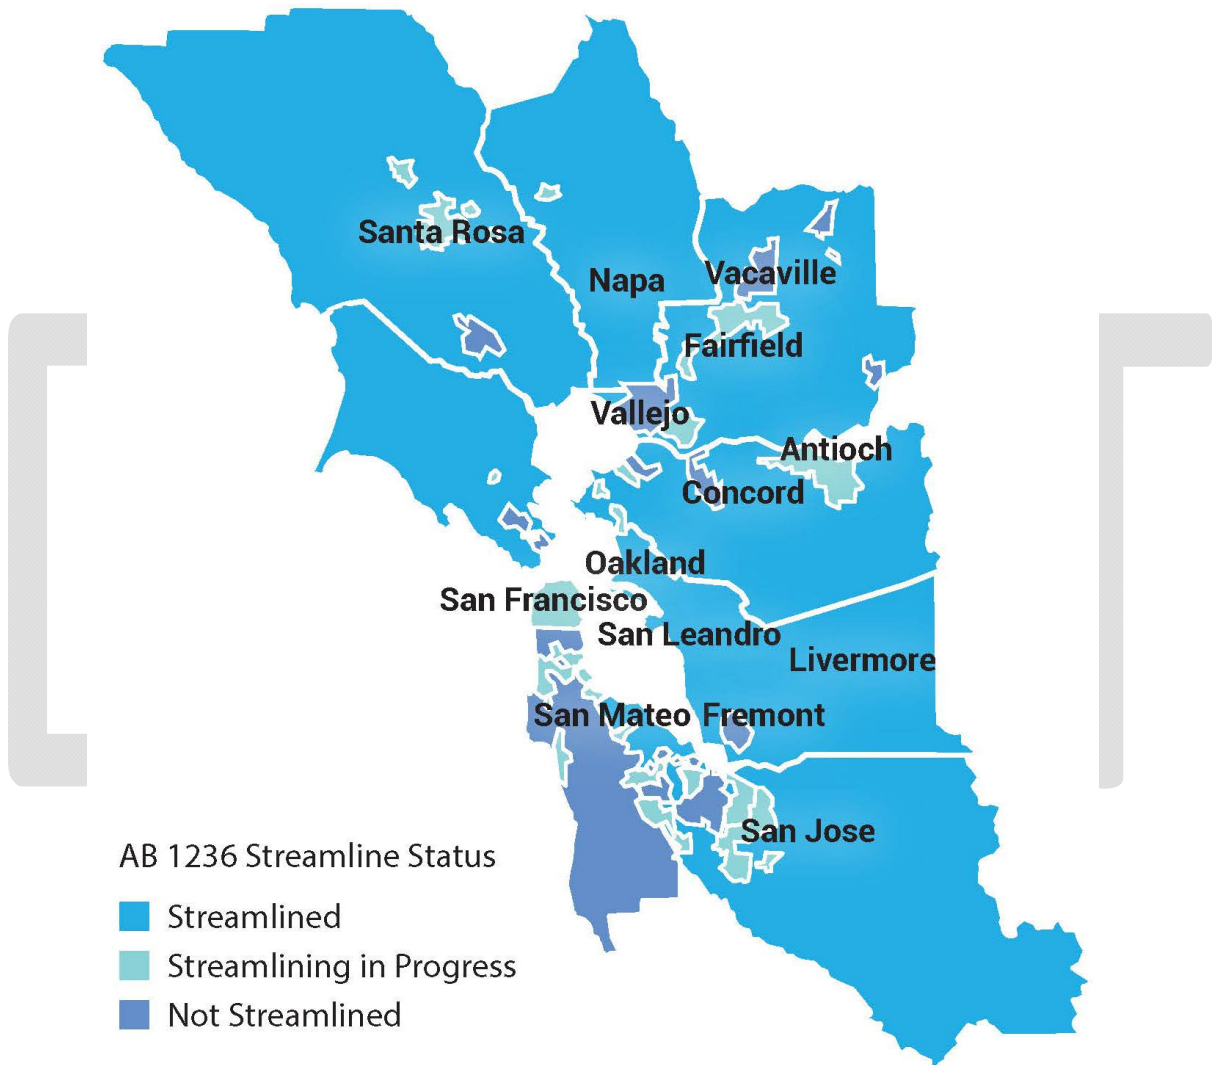 Santa Rosa
Napa
Vacaville
Fairfield
Vallejo
Antioch
Concord
Oakland
San Francisco
San Leandro
Livermore
San Mateo
Fremont
San Jose
AB 1236 Streamline Status
Streamlined
Streamlining in Progress
Not Streamlined